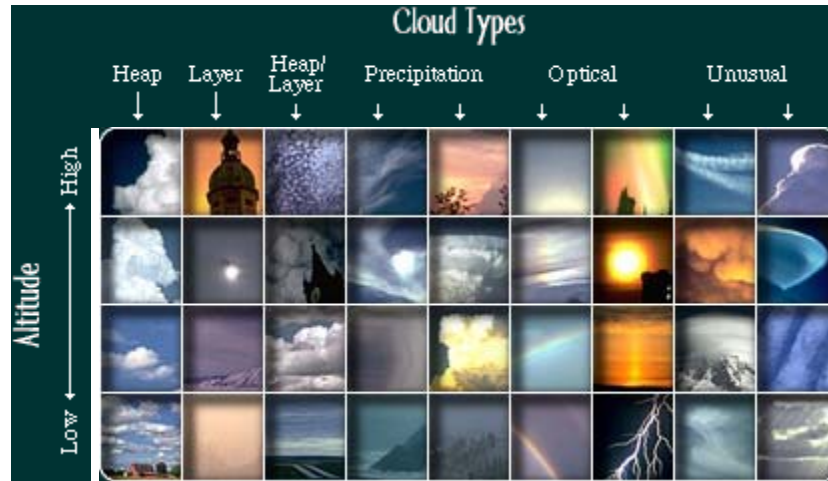 Cloud Types
Heap Layer Heap/ Precipitation Optical Unusual
Layer
High
Altitude
Low